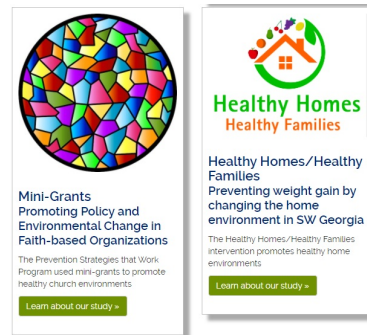 Mini-Grants
Promoting Policy and
Environmental Change in
Faith-based Organizations
The Prevention Strategies that Work
Program used mini-grants to promote
healthy church environments
Learn about our study »
Healthy Homes
Healthy Families
Healthy Homes/Healthy
Families
Preventing weight gain by
changing the home
environment in SW Georgia
The Healthy Homes/Healthy Families
intervention promotes healthy home
environments
Learn about our study »